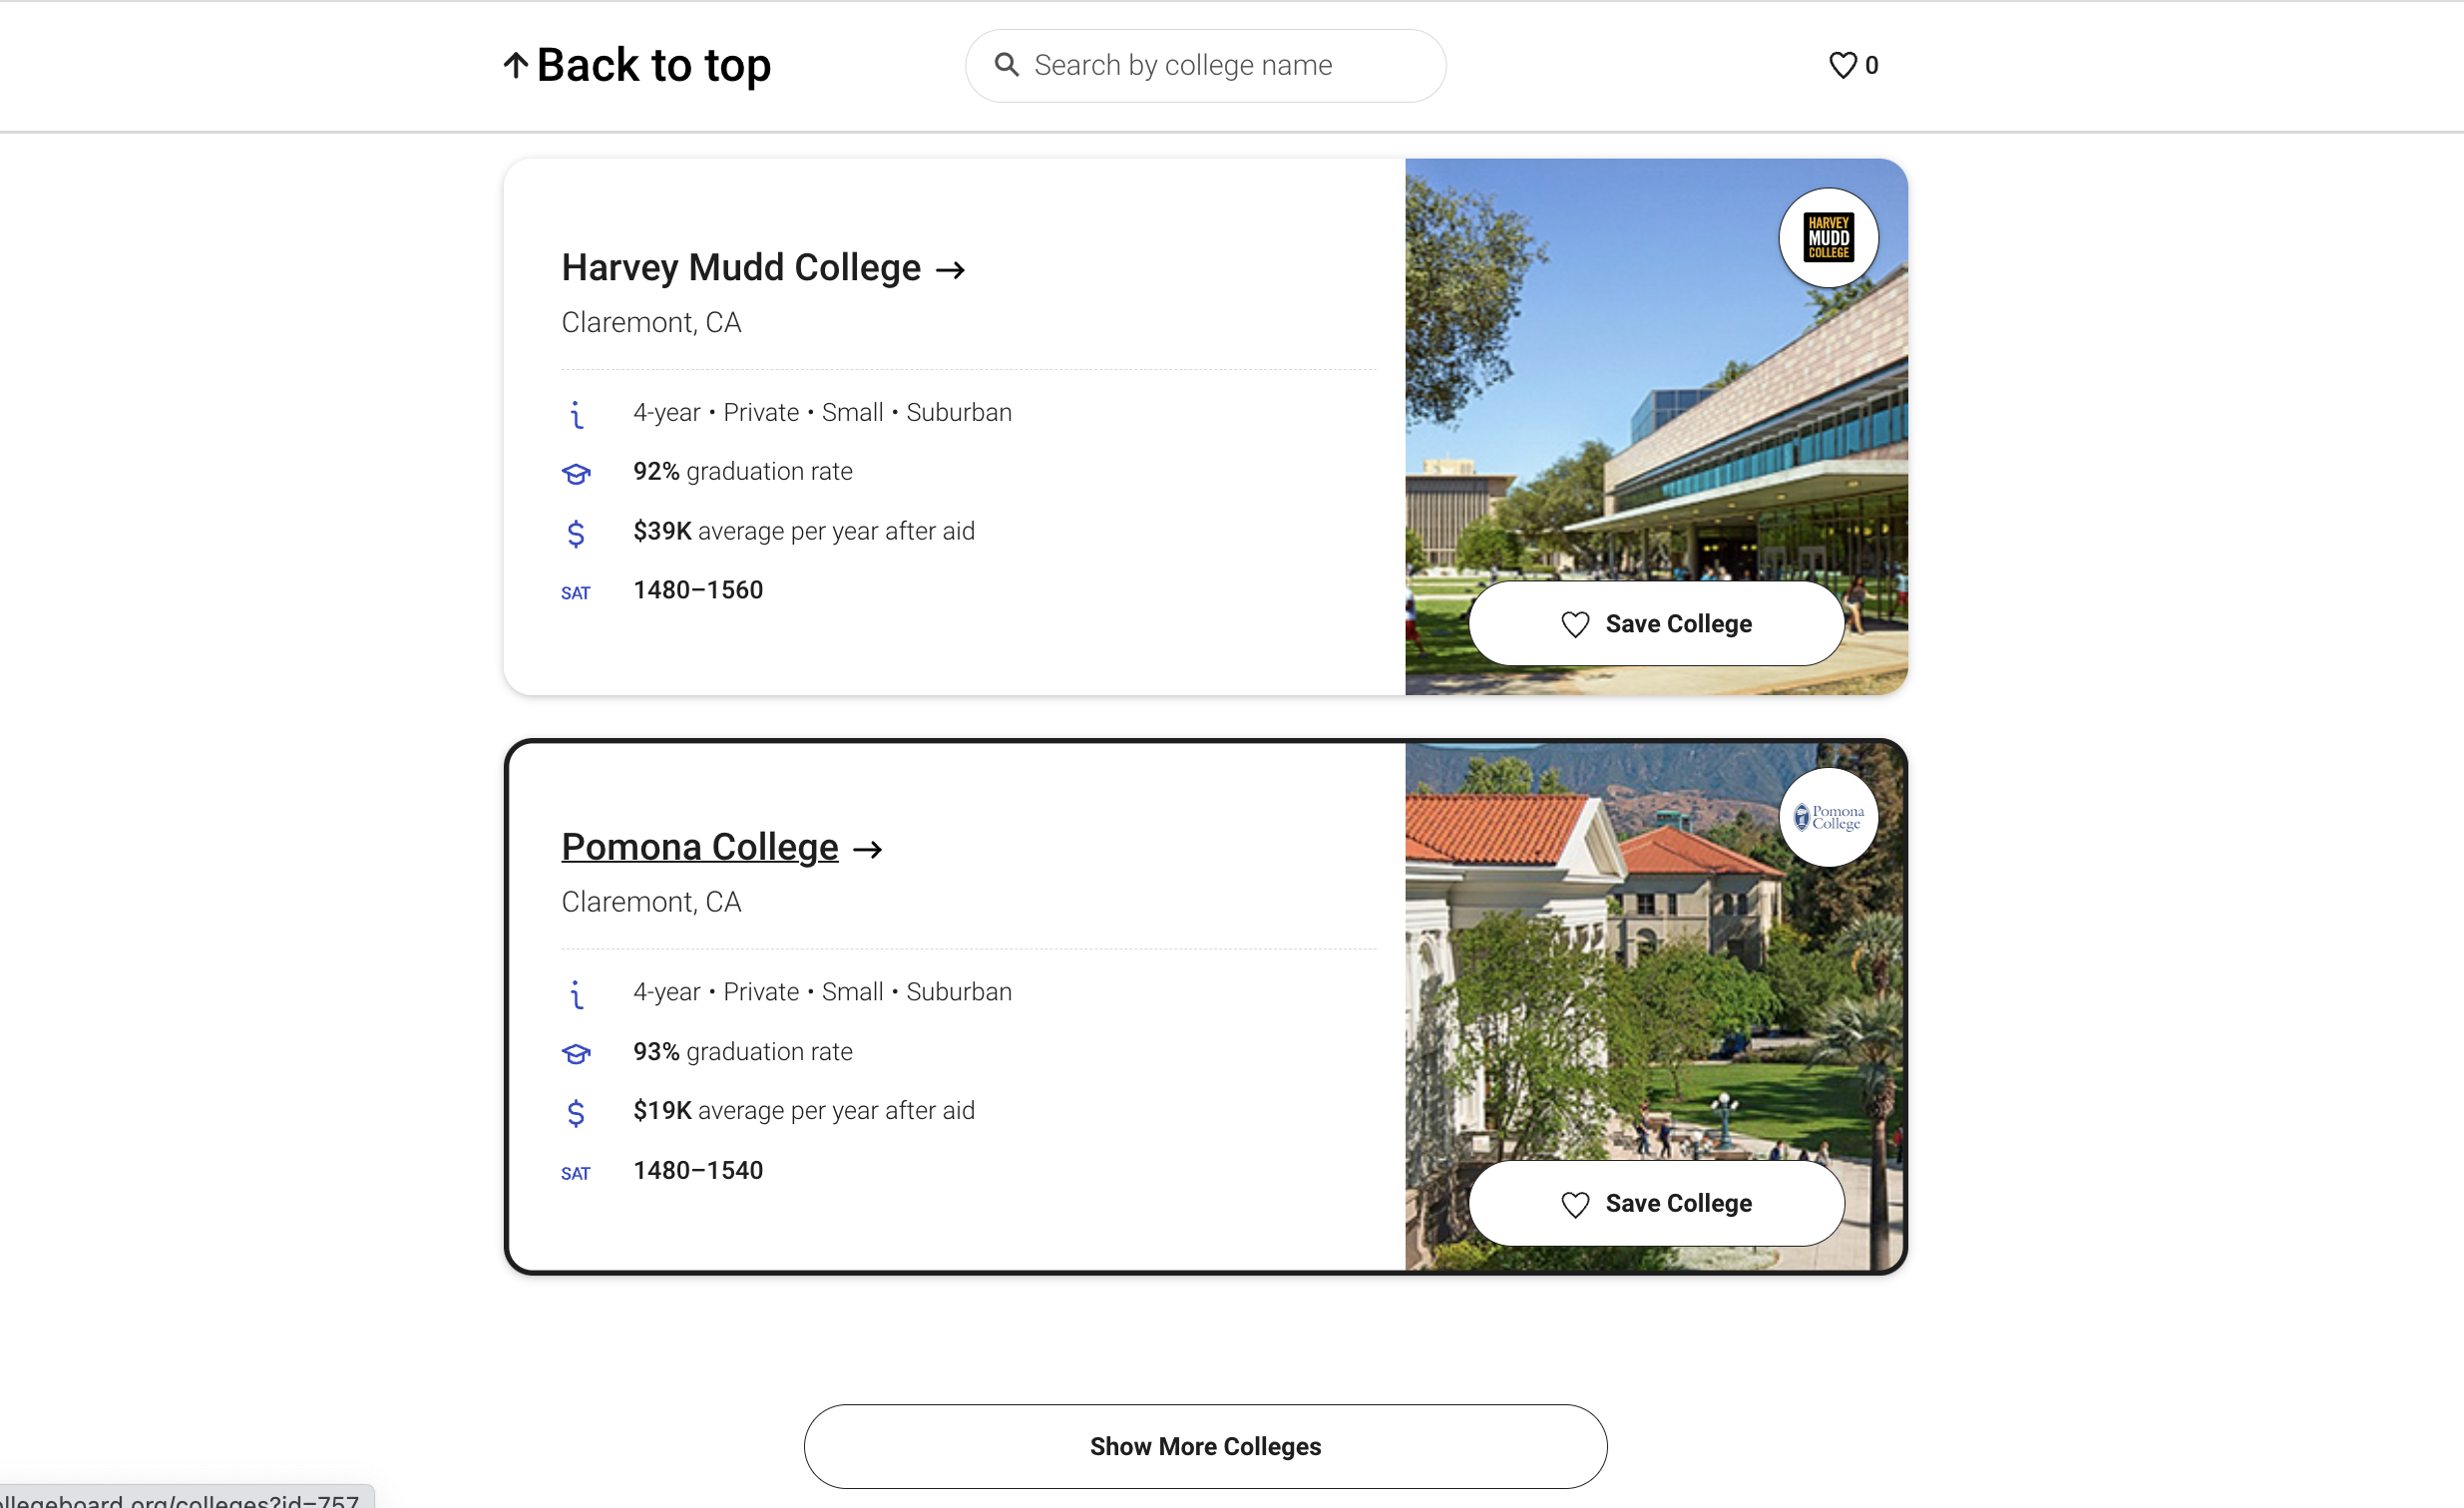 Back to top
Search by college name
0
HARVEY
MUDD
COLLEGE
Harvey Mudd College →
Claremont, CA
4-year • Private • Small • Suburban
92% graduation rate
$39K average per year after aid
SAT 1480–1560
Save College
Pomona
College
Pomona College →
Claremont, CA
4-year • Private • Small • Suburban
93% graduation rate
$19K average per year after aid
SAT 1480–1540
Save College
Show More Colleges
ollegeboard.org/colleges?id=757